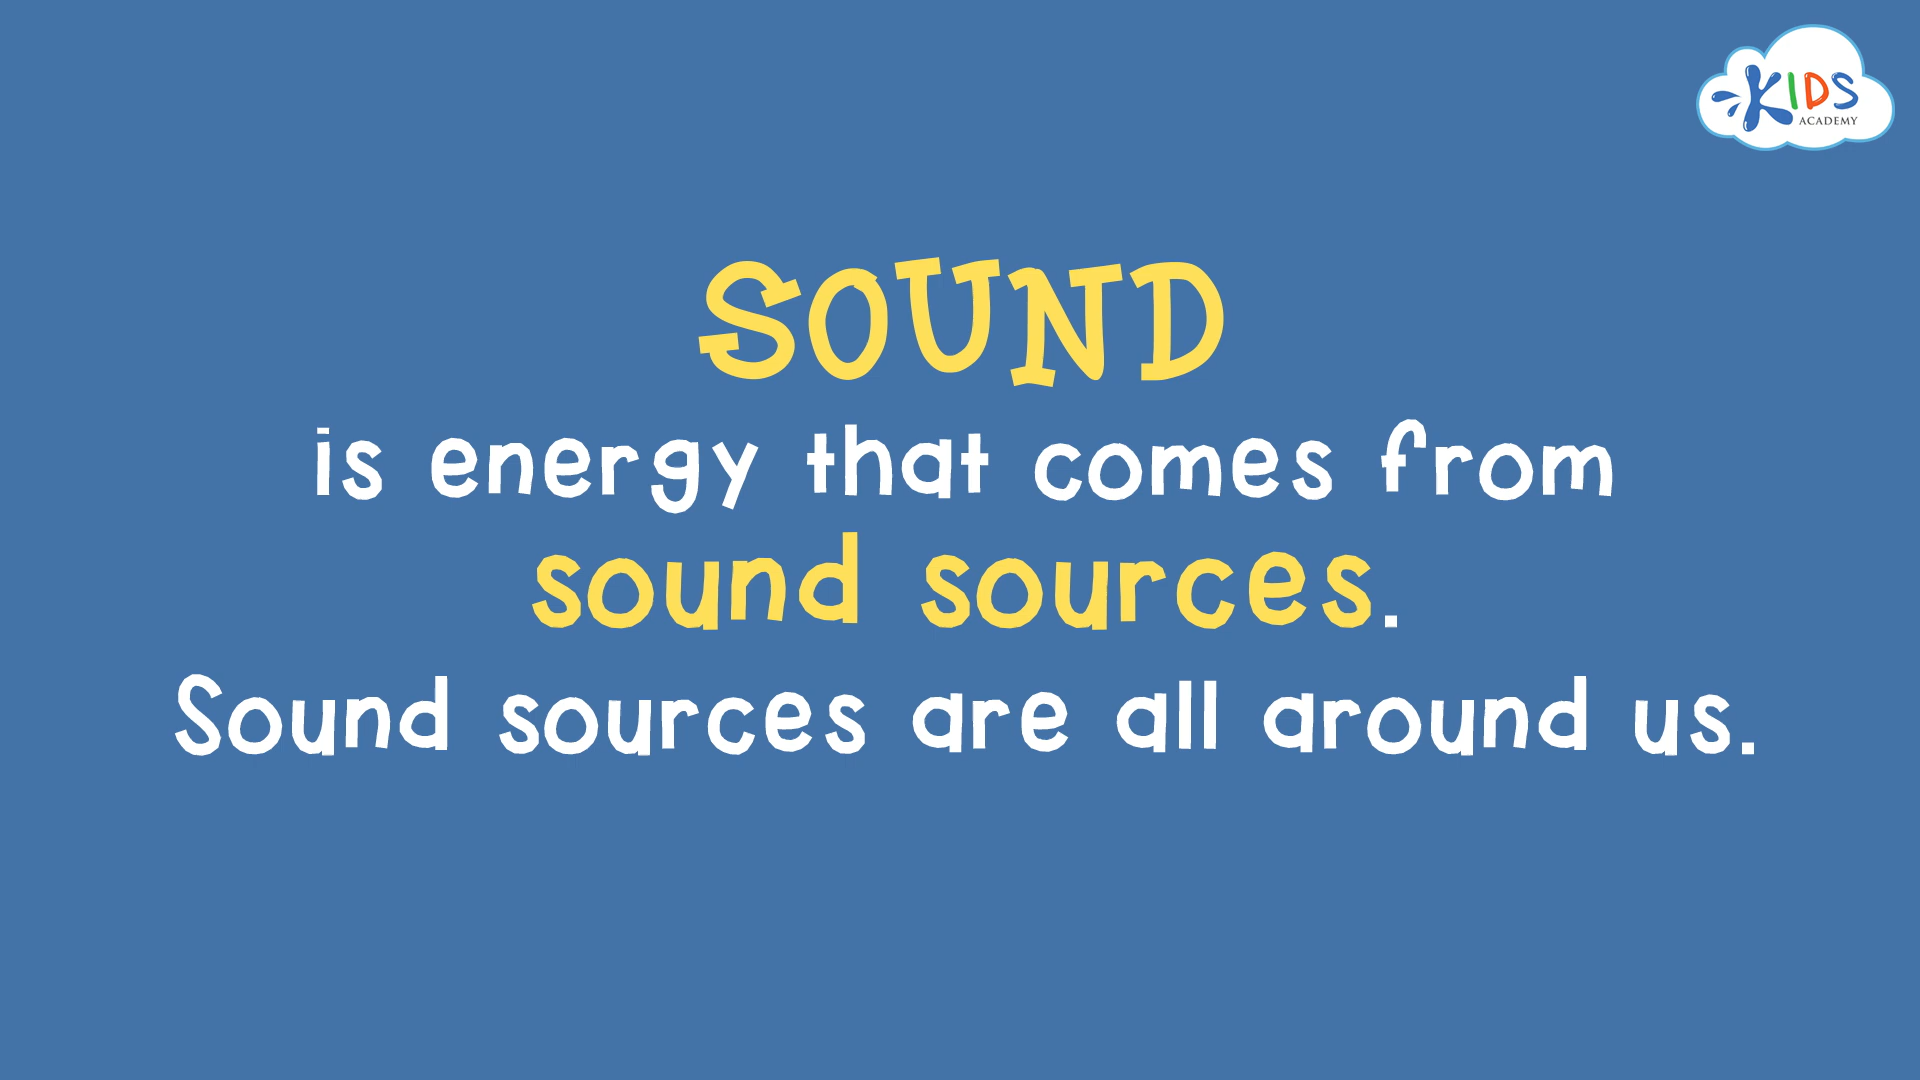 KIDS
ACADEMY
SOUND
is energy that comes from
sound sources.
Sound sources are all around us.